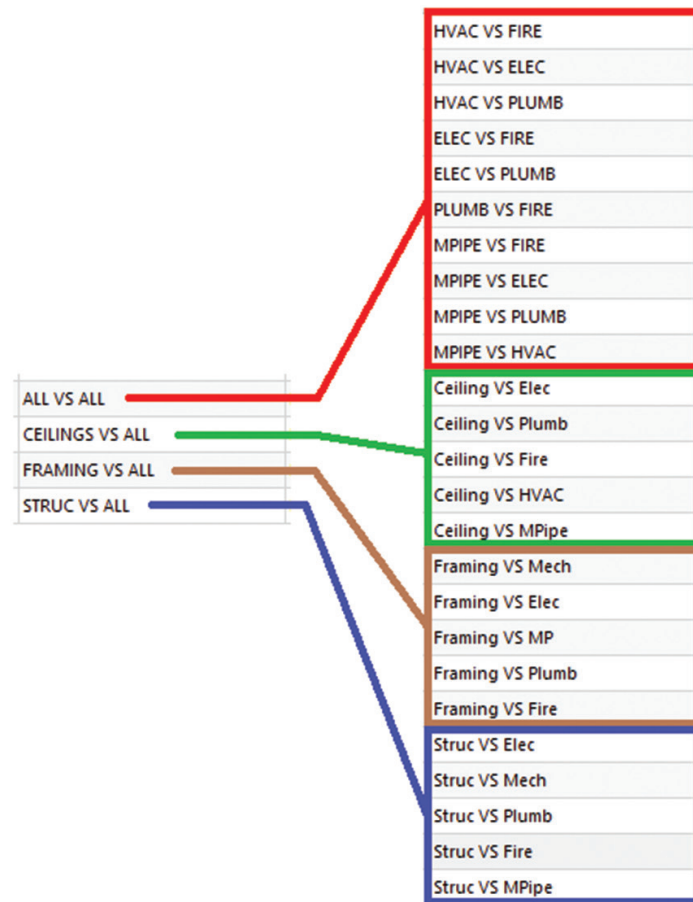 ALL VS ALL
CEILINGS VS ALL
FRAMING VS ALL
STRUC VS ALL
HVAC VS FIRE
HVAC VS ELEC
HVAC VS PLUMB
ELEC VS FIRE
ELEC VS PLUMB
PLUMB VS FIRE
MPIPE VS FIRE
MPIPE VS ELEC
MPIPE VS PLUMB
MPIPE VS HVAC
Ceiling VS Elec
Ceiling VS Plumb
Ceiling VS Fire
Ceiling VS HVAC
Ceiling VS MPipe
Framing VS Mech
Framing VS Elec
Framing VS MP
Framing VS Plumb
Framing VS Fire
Struc VS Elec
Struc VS Mech
Struc VS Plumb
Struc VS Fire
Struc VS MPipe